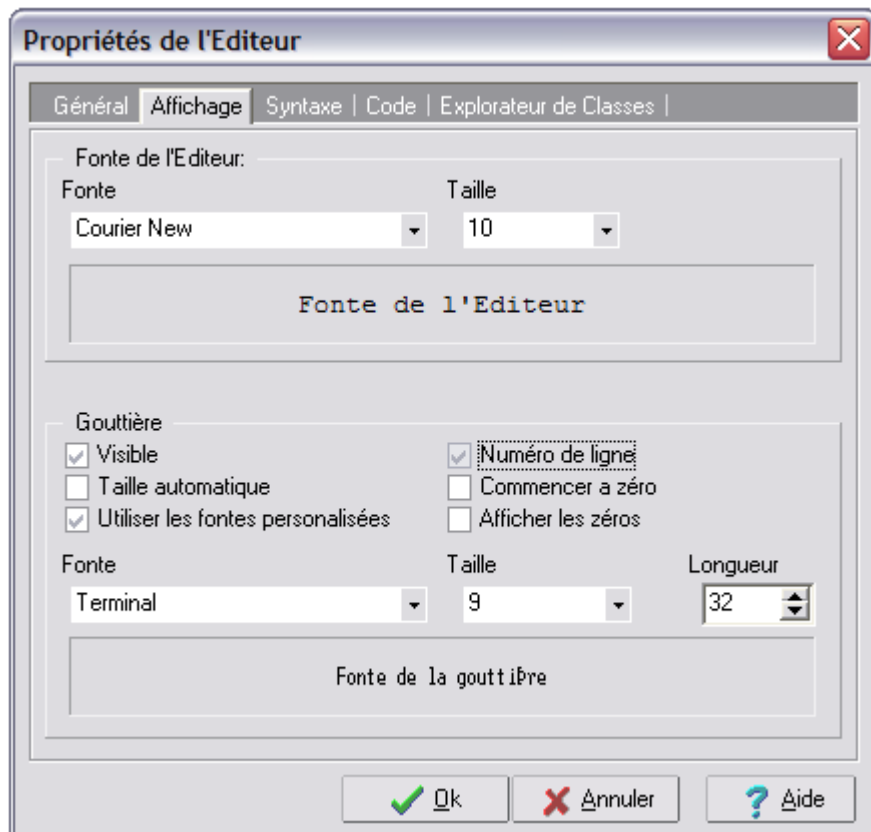 Propriétés de l'Editeur
Général Affichage Syntaxe | Code | Explorateur de Classes |
Fonte de l'Editeur:
Fonte Taille
Courier New 10
Fonte de l'Editeur
Gouttière
Visible Numéro de ligne
Taille automatique Commencer a zéro
Utiliser les fontes personalisées Afficher les zéros
Fonte Taille Longueur
Terminal 9 32
Fonte de la gouttiÞre
Ok Annuler ? Aide